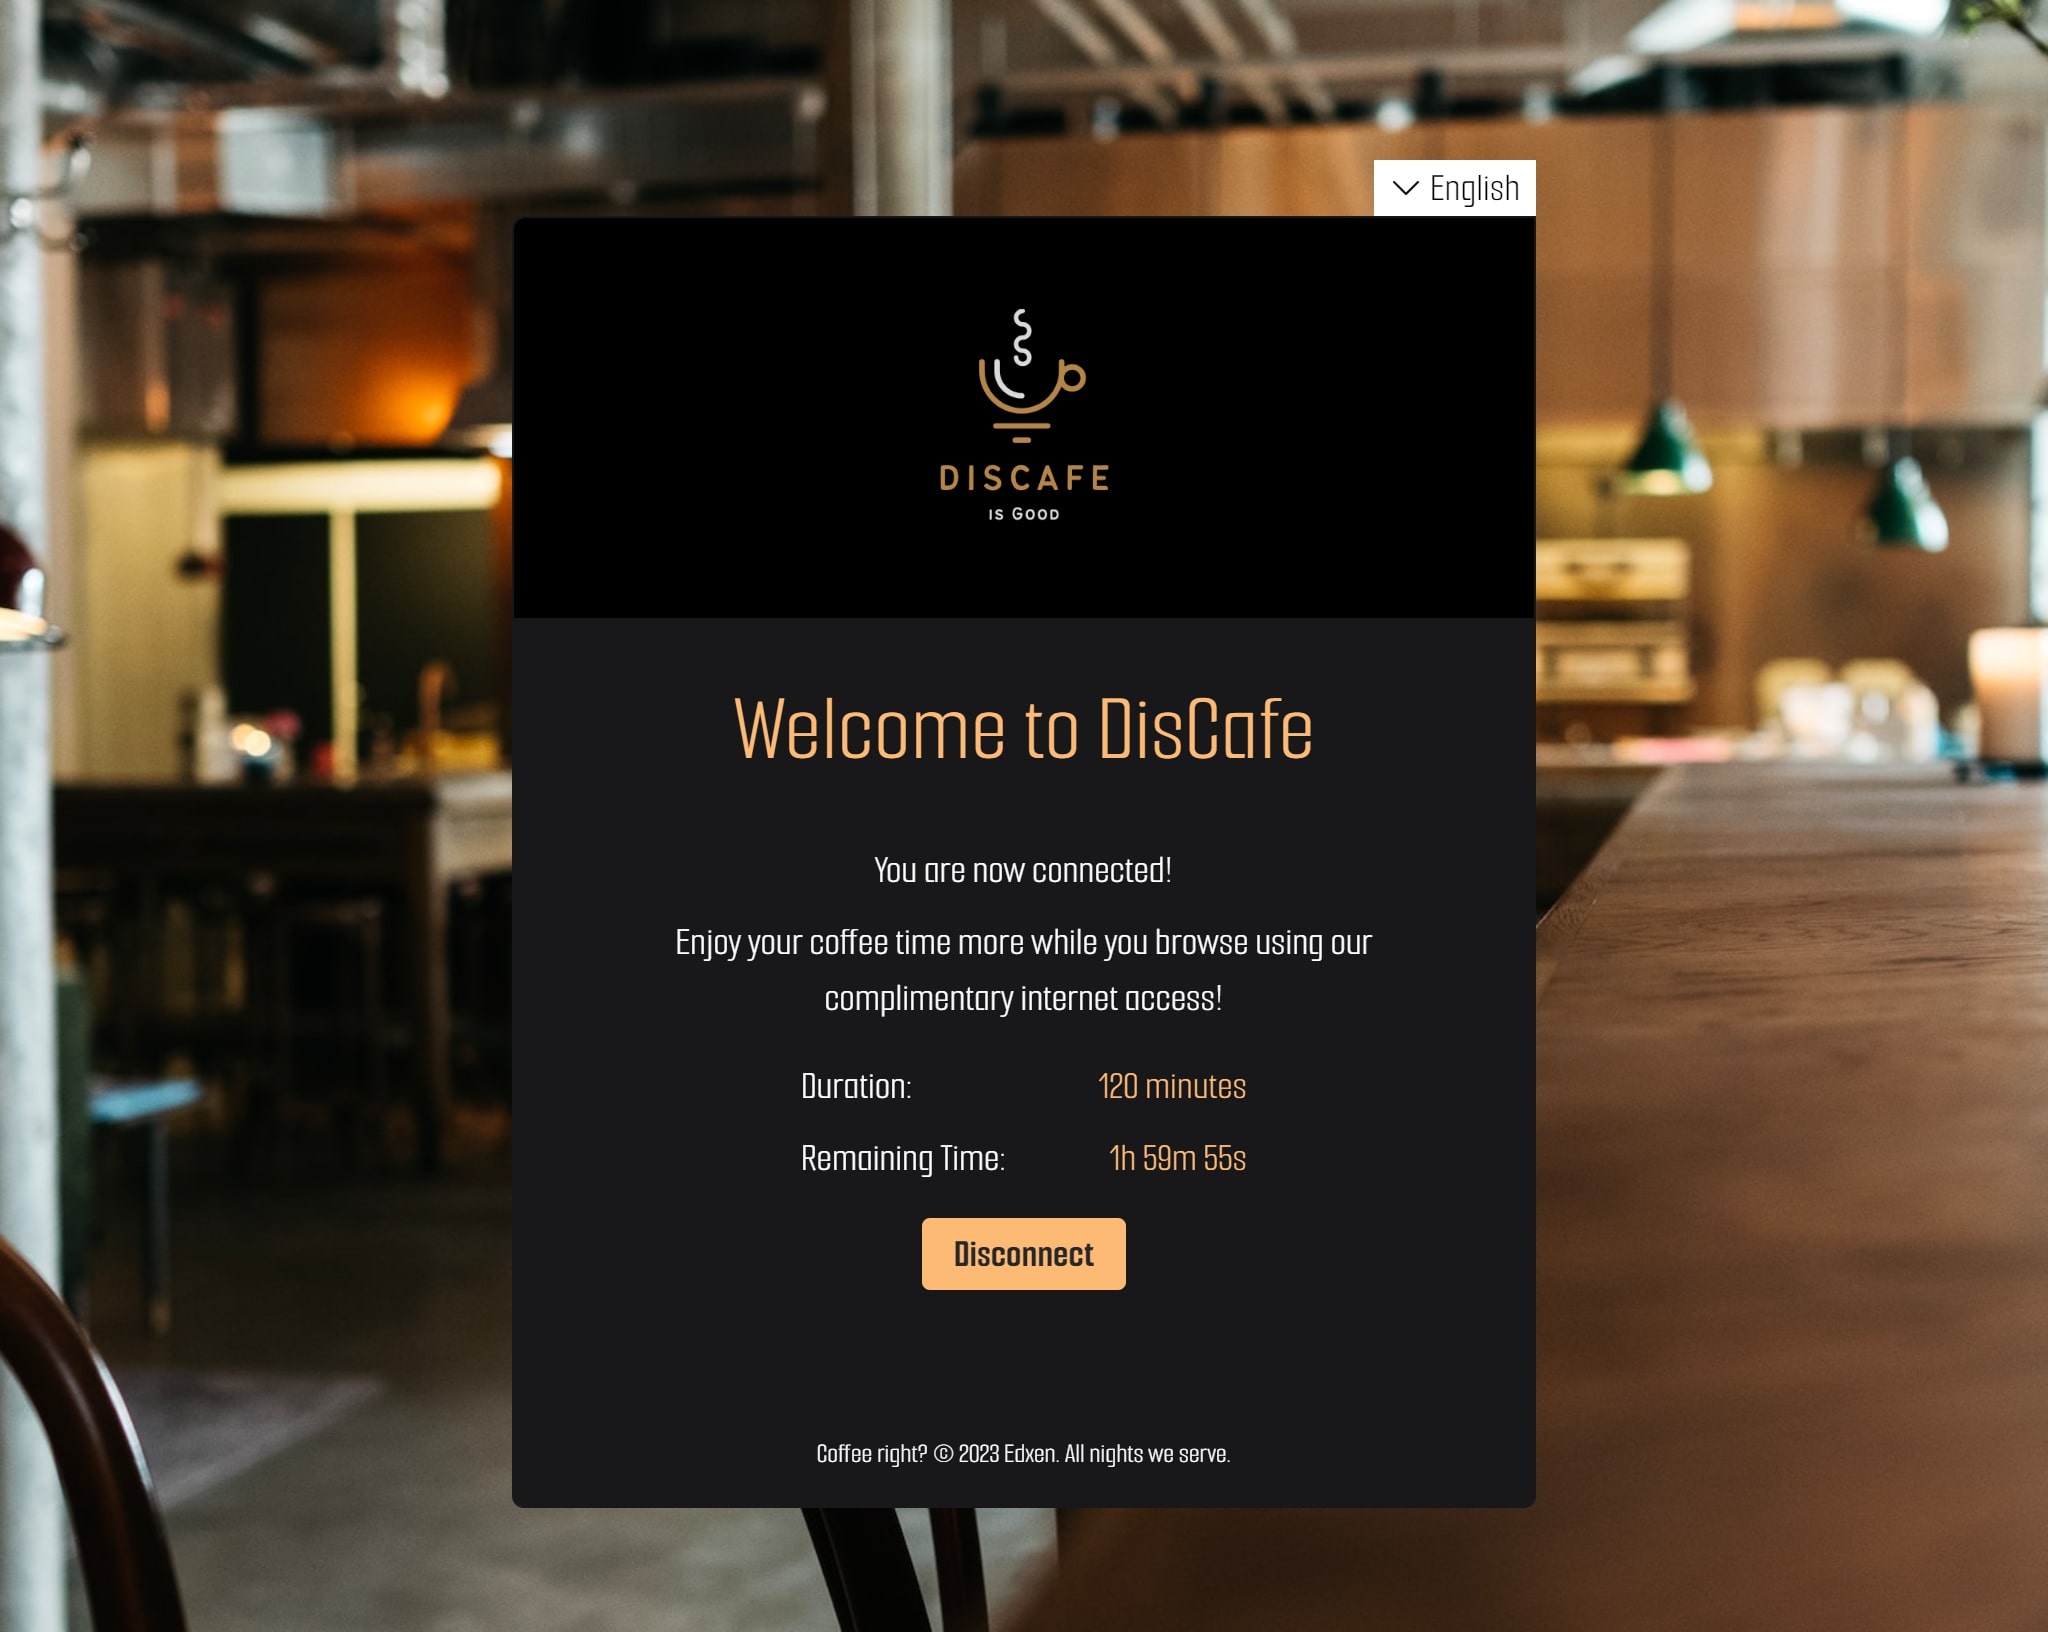 English
DISCAFE
IS GOOD
Welcome to DisCafe
You are now connected!
Enjoy your coffee time more while you browse using our
complimentary internet access!
Duration: 120 minutes
Remaining Time: 1h 59m 55s
Disconnect
Coffee right? © 2023 Edxen. All nights we serve.